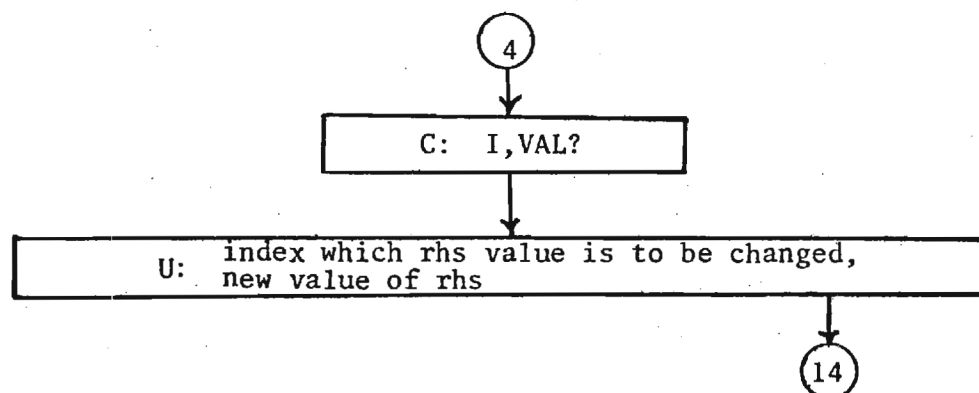 4
C: I,VAL?
U: index which rhs value is to be changed,
new value of rhs
14